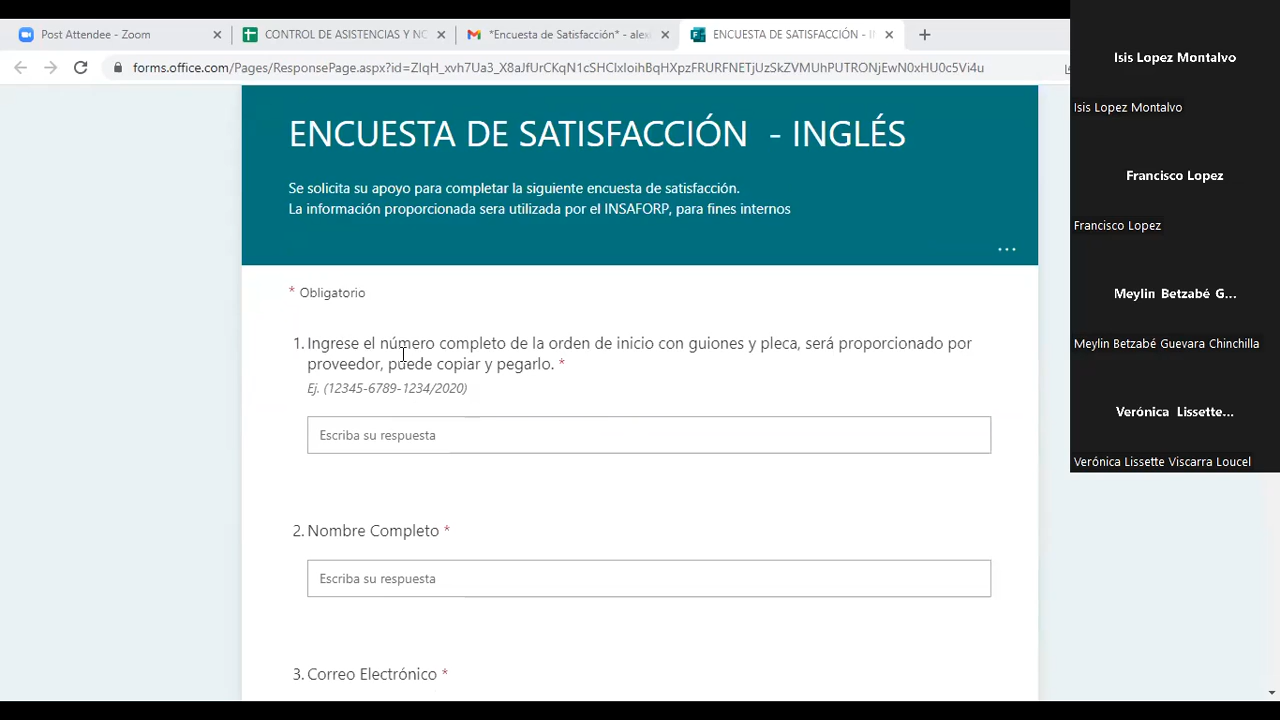 Post Attendee - Zoom
CONTROL DE ASISTENCIAS Y NO
*Encuesta de Satisfacción* - alexi
ENCUESTA DE SATISFACCIÓN - IN
forms.office.com/Pages/ResponsePage.aspx?id=ZIqH_xvh7Ua3_X8aJfUrCKqN1cSHClxIoihBqHXpzFRURFNETjUzSkZVMUhPUTRONjEwN0xHU0c5Vi4u
ENCUESTA DE SATISFACCIÓN - INGLÉS
Se solicita su apoyo para completar la siguiente encuesta de satisfacción.
La información proporcionada sera utilizada por el INSAFORP, para fines internos
* Obligatorio
1. Ingrese el número completo de la orden de inicio con guiones y pleca, será proporcionado por
proveedor, puede copiar y pegarlo. *
Ej. (12345-6789-1234/2020)
Escriba su respuesta
2. Nombre Completo *
Escriba su respuesta
3. Correo Electrónico *
Isis Lopez Montalvo
Isis Lopez Montalvo
Francisco Lopez
Francisco Lopez
Meylin Betzabé G...
Meylin Betzabé Guevara Chinchilla
Verónica Lissette...
Verónica Lissette Viscarra Loucel